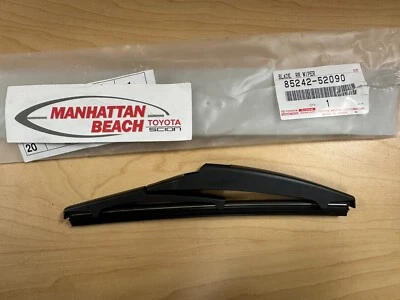 BLADE, RR WIPER
85242-52090
1
MANHATTAN
BEACH TOYOTA
SCION
20